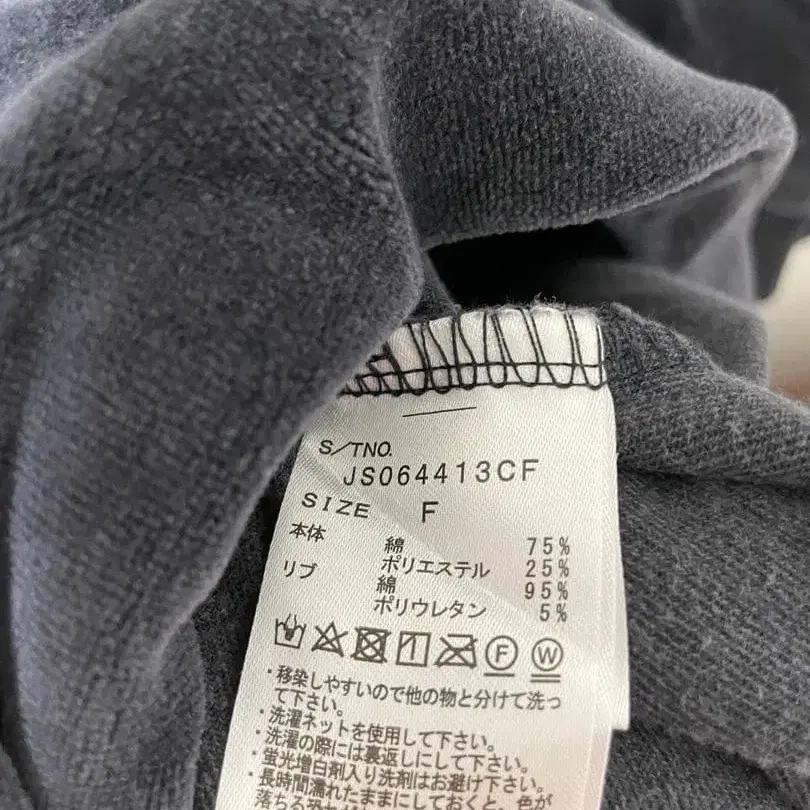 S/TNO.
JS064413CF
SIZE F
本体 綿 75%
ポリエステル 25%
リブ 綿 95%
ポリウレタン 5%
F W
・移染しやすいので他の物と分けて洗っ
て下さい。
・洗濯ネットを使用して下さい。
・洗濯の際には裏返しにして下さい。
・蛍光増白剤入り洗剤はお避け下さい。
・長時間濡れたままにしておくと、色が
落ちる恐